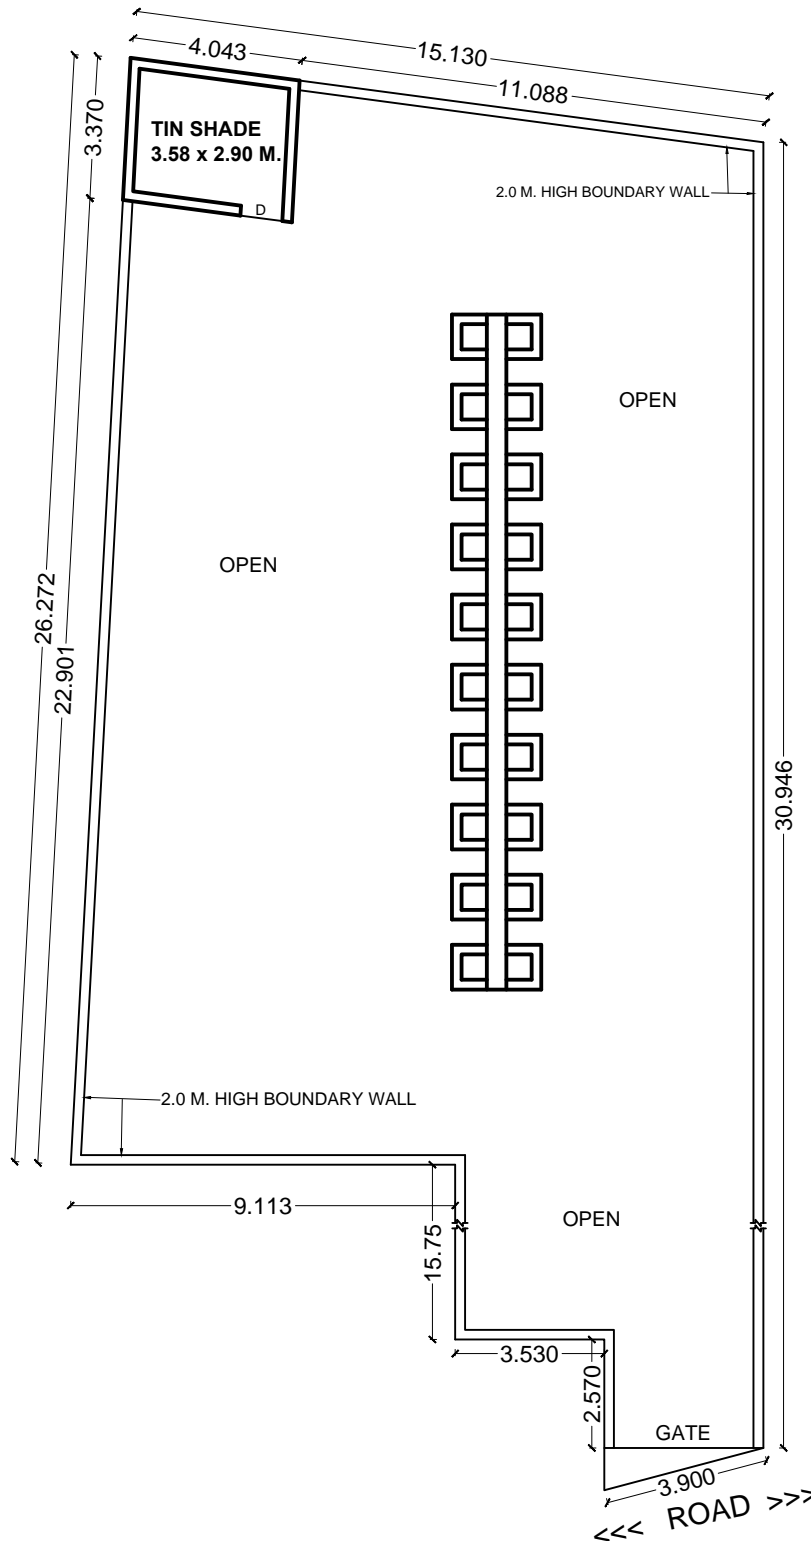 15.130
4.043
11.088
3.370
TIN SHADE
3.58 x 2.90 M.
D
2.0 M. HIGH BOUNDARY WALL
OPEN
OPEN
26.272
22.901
30.946
2.0 M. HIGH BOUNDARY WALL
9.113
15.75
OPEN
3.530
2.570
GATE
3.900
<<< ROAD >>>